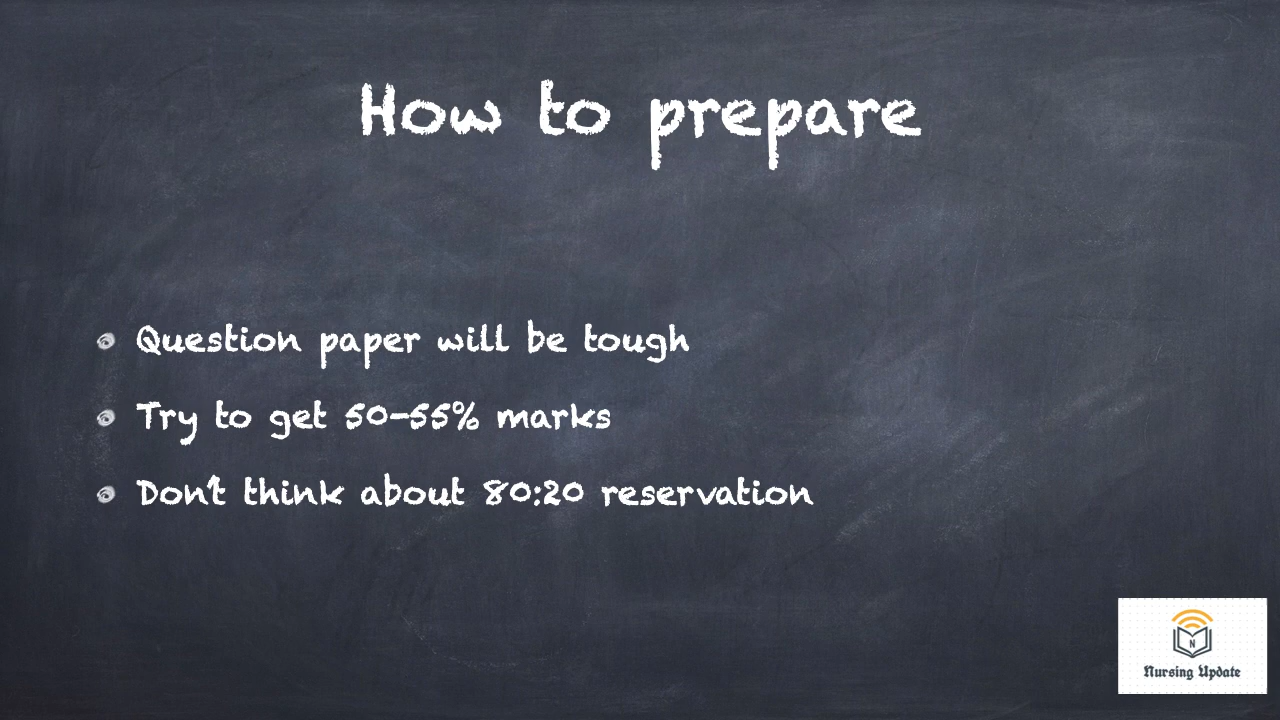 How to prepare
Question paper will be tough
Try to get 50-55% marks
Don't think about 80:20 reservation
N
Nursing Update